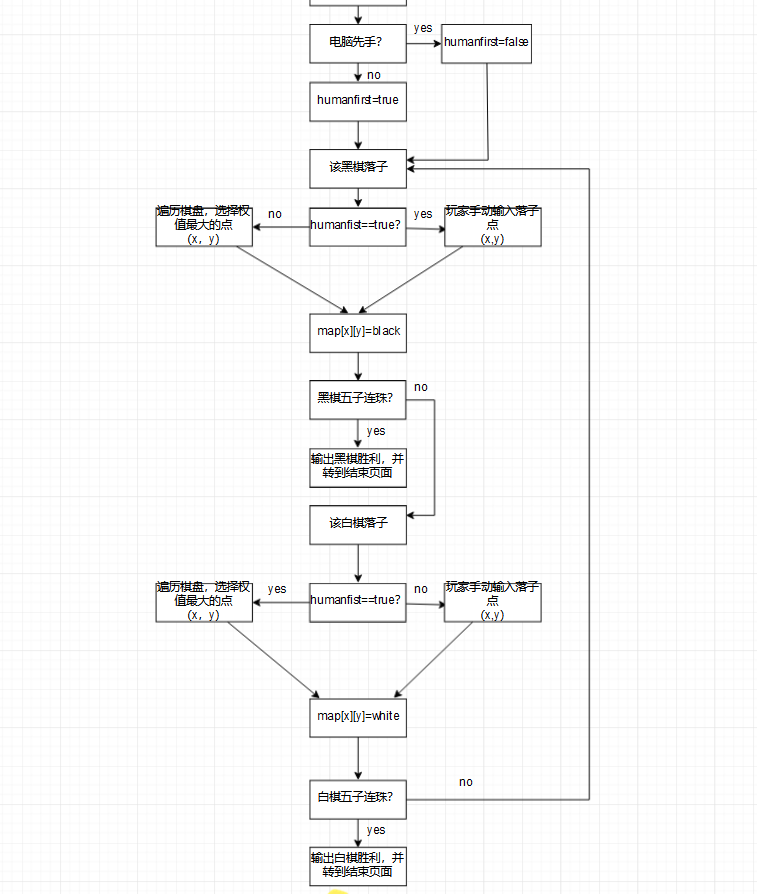 电脑先手？
yes
humanfirst=false
no
humanfirst=true
该黑棋落子
遍历棋盘，选择权
值最大的点
(x，y)
no
humanfist==true?
yes
玩家手动输入落子
点
(x,y)
map[x][y]=black
黑棋五子连珠？
no
yes
输出黑棋胜利，并
转到结束页面
该白棋落子
遍历棋盘，选择权
值最大的点
(x，y)
yes
humanfist==true?
no
玩家手动输入落子
点
(x,y)
map[x][y]=white
白棋五子连珠？
no
yes
输出白棋胜利，并
转到结束页面